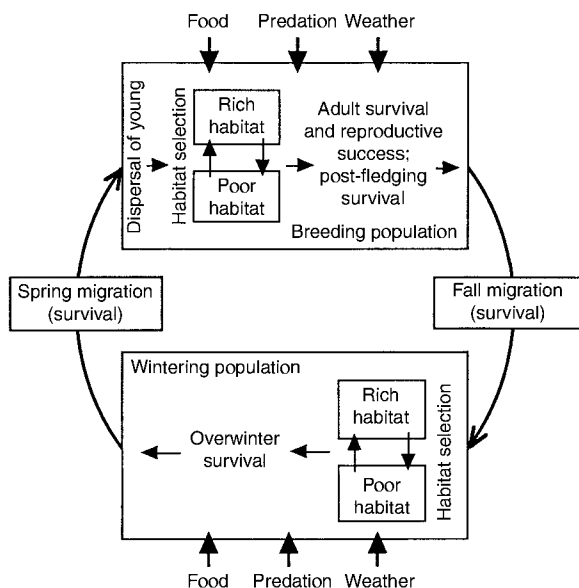 Food Predation Weather
Dispersal of young
Habitat selection
Rich
habitat
Poor
habitat
Adult survival
and reproductive
success;
post-fledging
survival
Breeding population
Spring migration
(survival)
Fall migration
(survival)
Wintering population
Overwinter
survival
Rich
habitat
Poor
habitat
Habitat selection
Food Predation Weather